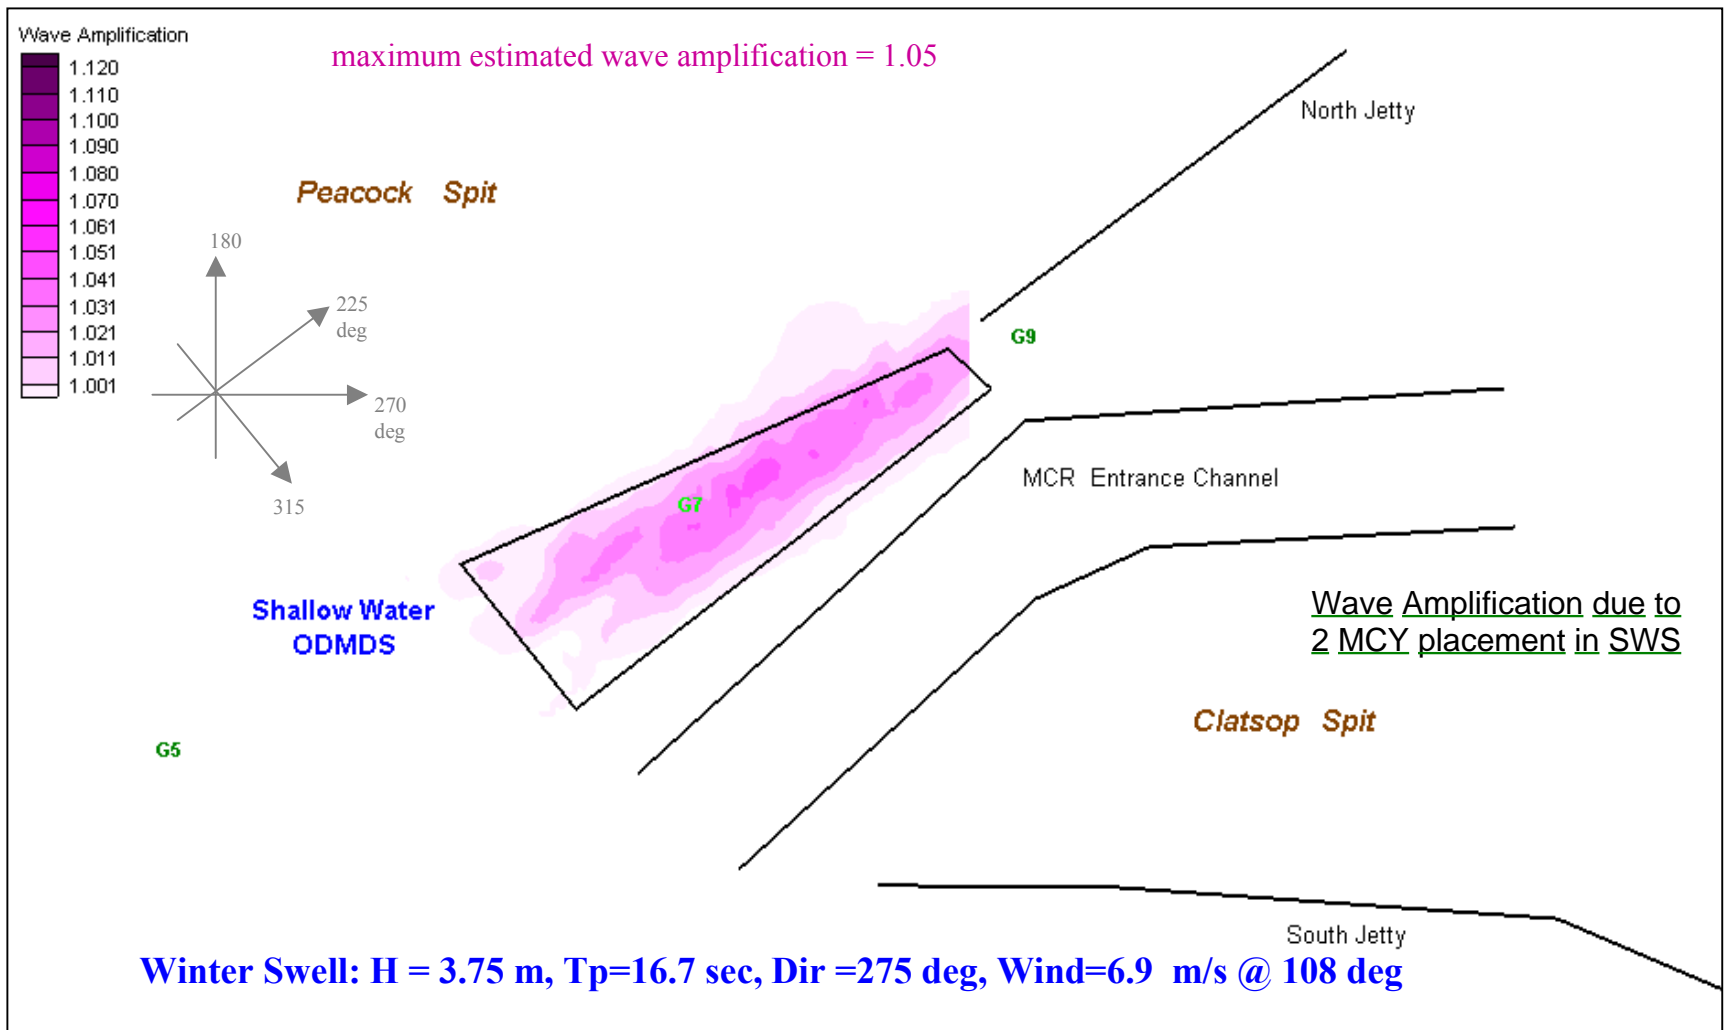 Wave Amplification
1.120
1.110
1.100
1.090
1.080
1.070
1.061
1.051
1.041
1.031
1.021
1.011
1.001
maximum estimated wave amplification = 1.05
North Jetty
Peacock Spit
180
225
deg
270
deg
315
G9
MCR Entrance Channel
G7
Shallow Water
ODMDS
Wave Amplification due to
2 MCY placement in SWS
Clatsop Spit
G5
South Jetty
Winter Swell: H = 3.75 m, Tp=16.7 sec, Dir =275 deg, Wind=6.9 m/s @ 108 deg